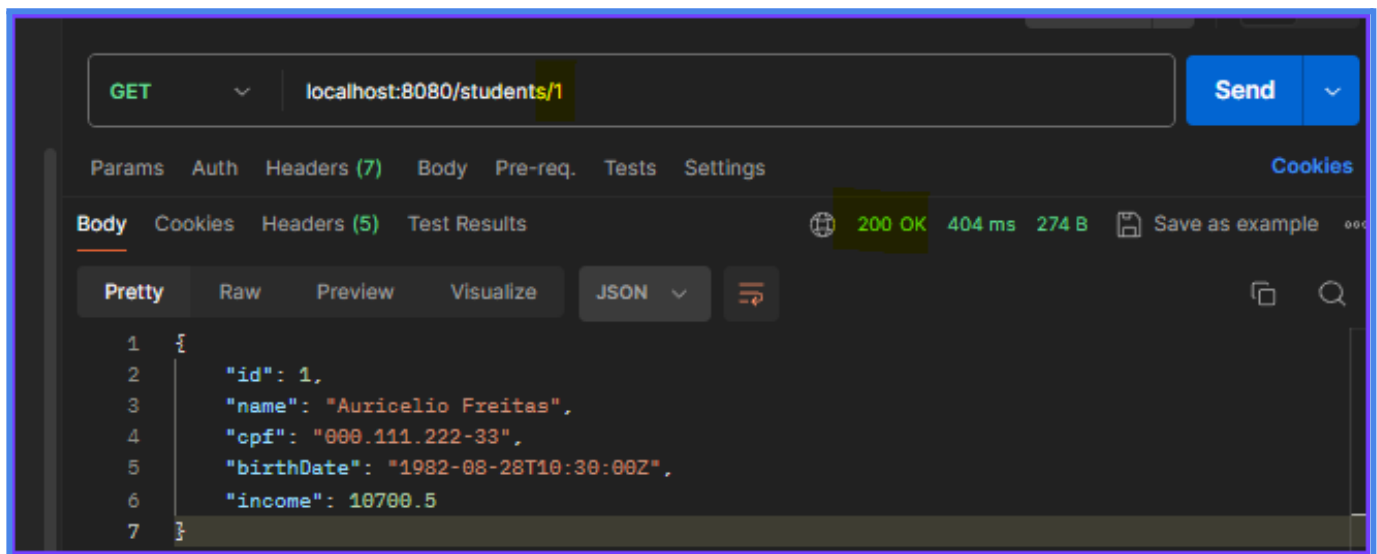 GET localhost:8080/students/1 Send
Params Auth Headers (7) Body Pre-req. Tests Settings Cookies
Body Cookies Headers (5) Test Results 200 OK 404 ms 274 B Save as example
Pretty Raw Preview Visualize JSON
1 {
2 "id": 1,
3 "name": "Auricelio Freitas",
4 "cpf": "000.111.222-33",
5 "birthDate": "1982-08-28T10:30:00Z",
6 "income": 10700.5
7 }